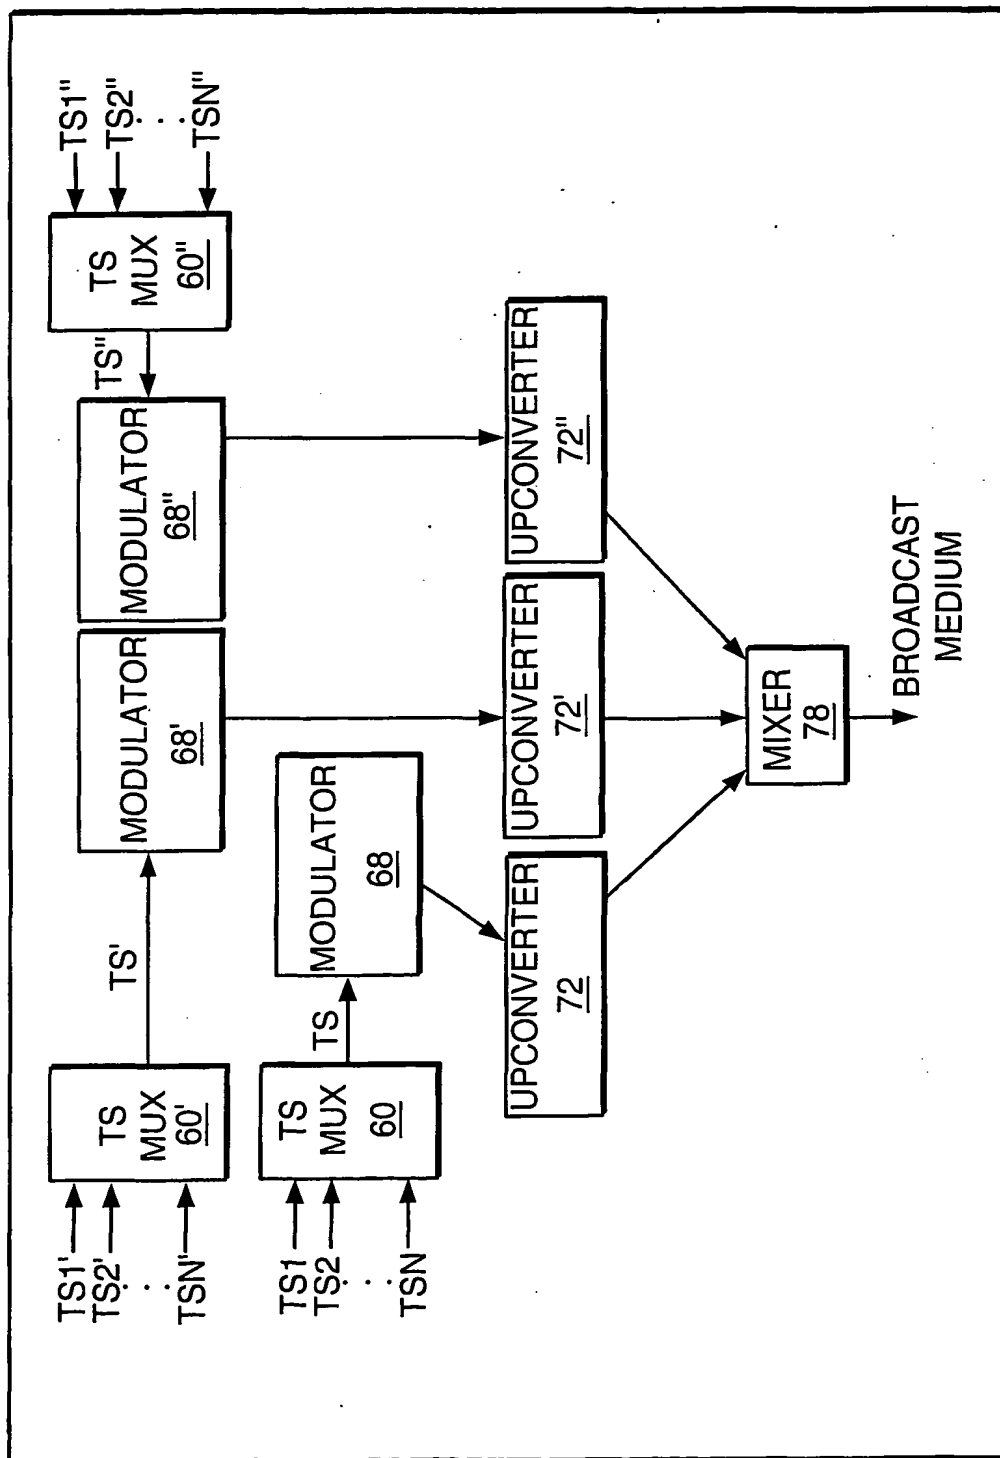 TS1'
TS2'
. . . .
TSN'
TS
MUX
60'
TS'
MODULATOR
68'
MODULATOR
68"
TS"
TS
MUX
60"
TS1"
TS2"
. . . .
TSN"
TS1
TS2
. . . .
TSN
TS
MUX
60
TS
MODULATOR
68
UPCONVERTER
72
UPCONVERTER
72'
UPCONVERTER
72"
MIXER
78
BROADCAST
MEDIUM